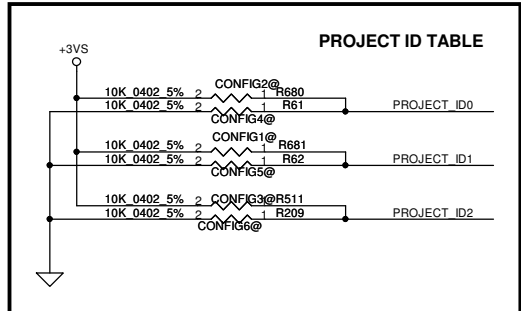 PROJECT ID TABLE
+3VS
CONFIG2@
10K_0402_5% 2 1 R680
10K_0402_5% 2 1 R61 PROJECT_ID0
CONFIG4@
CONFIG1@
10K_0402_5% 2 1 R681
10K_0402_5% 2 1 R62 PROJECT_ID1
CONFIG5@
10K_0402_5% 2 CONFIG3@ R511
10K_0402_5% 2 1 R209 PROJECT_ID2
CONFIG6@